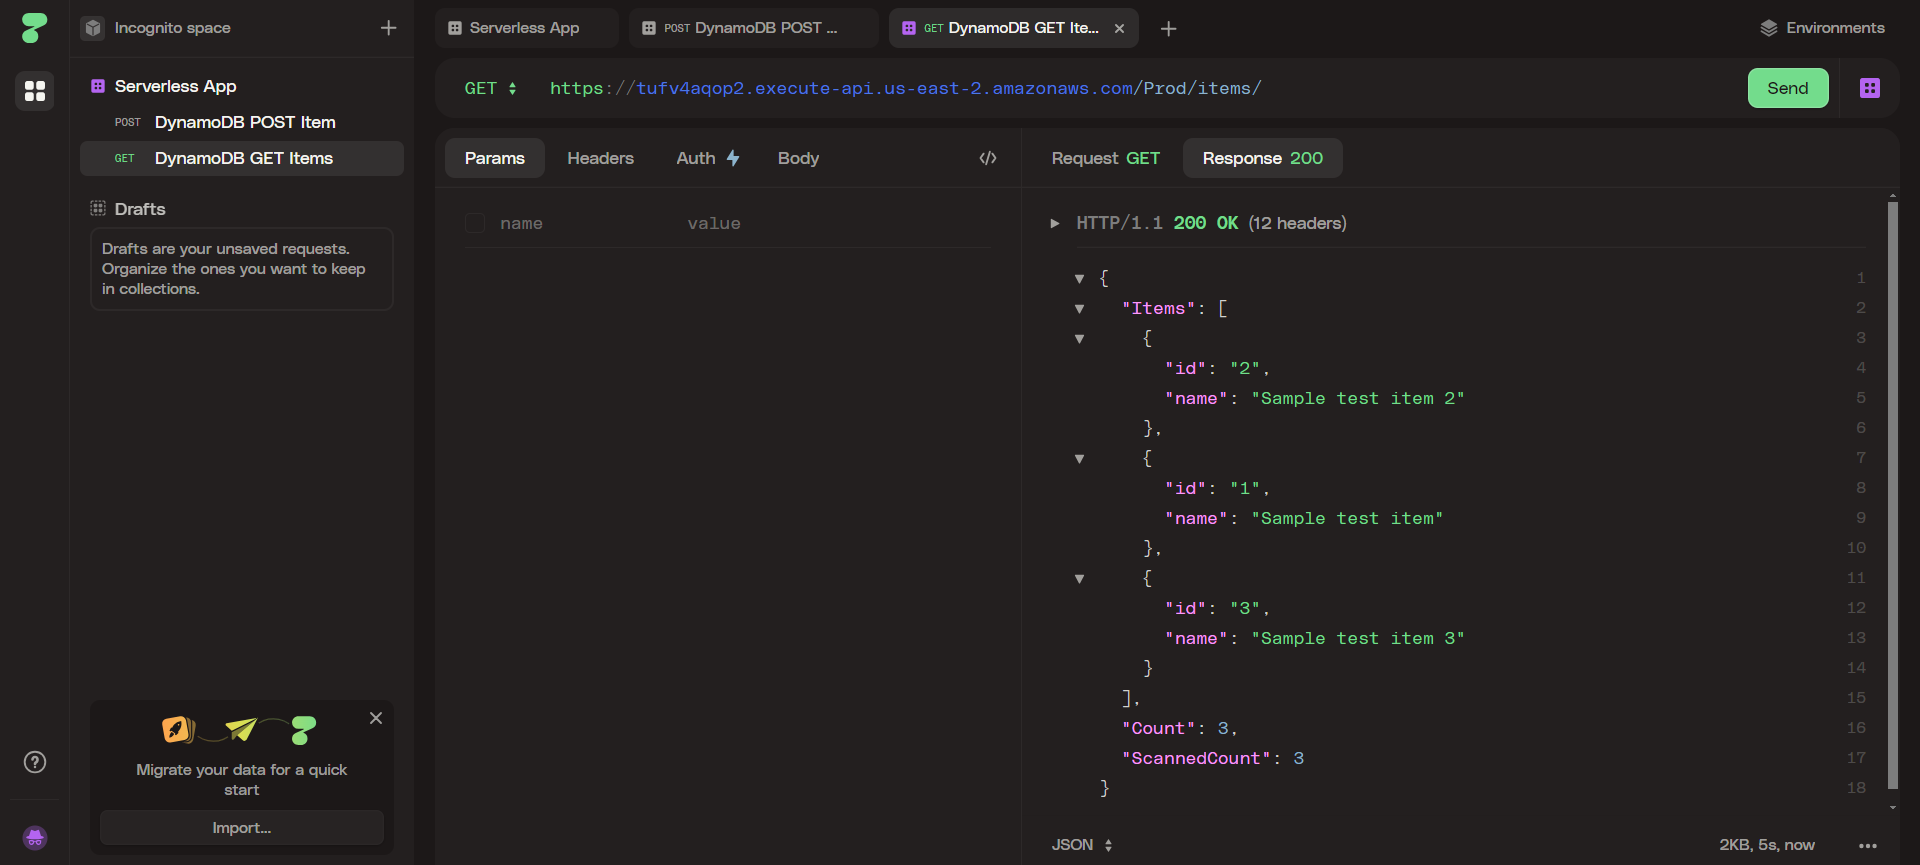 Incognito space
Serverless App
POST DynamoDB POST Item
GET DynamoDB GET Items
Drafts
Drafts are your unsaved requests.
Organize the ones you want to keep
in collections.
Migrate your data for a quick
start
Import...
Serverless App
POST DynamoDB POST ...
GET DynamoDB GET Ite...
Environments
GET https://tufv4aqop2.execute-api.us-east-2.amazonaws.com/Prod/items/
Send
Params Headers Auth Body
name value
Request GET Response 200
HTTP/1.1 200 OK (12 headers)
{ 1
"Items": [ 2
{ 3
"id": "2", 4
"name": "Sample test item 2" 5
}, 6
{ 7
"id": "1", 8
"name": "Sample test item" 9
}, 10
{ 11
"id": "3", 12
"name": "Sample test item 3" 13
} 14
], 15
"Count": 3, 16
"ScannedCount": 3 17
} 18
JSON 2KB, 5s, now